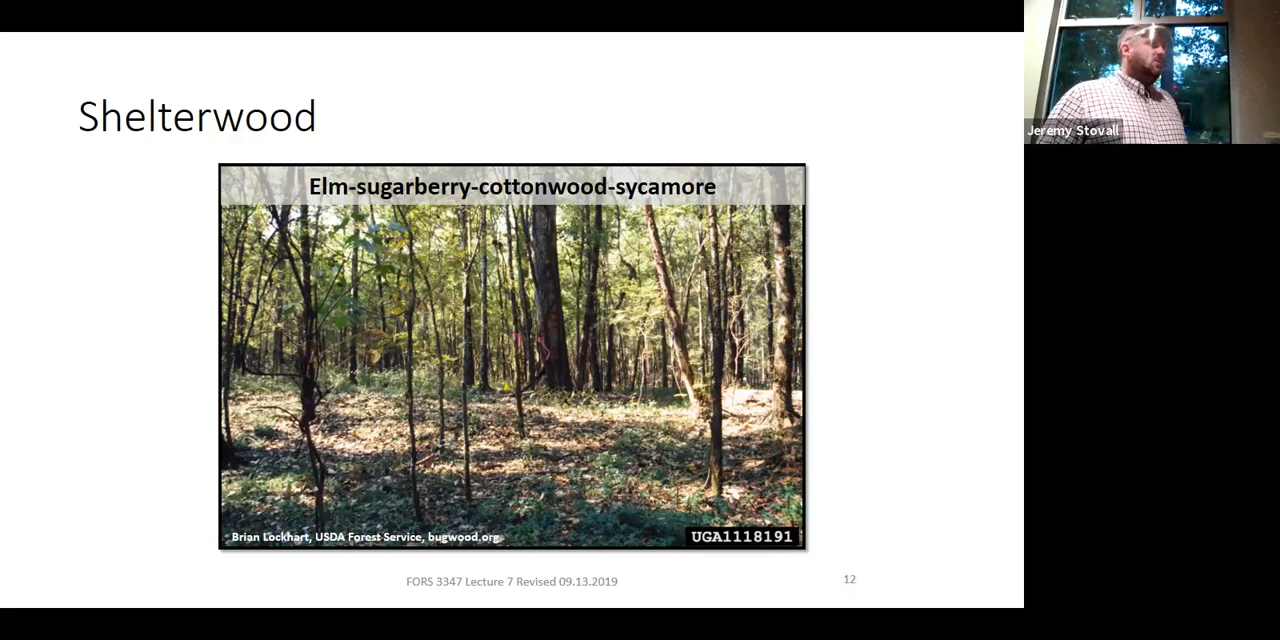 Shelterwood
Elm-sugarberry-cottonwood-sycamore
Brian Lockhart, USDA Forest Service, bugwood.org
UGA1118191
FORS 3347 Lecture 7 Revised 09.13.2019
12
Jeremy Stovall